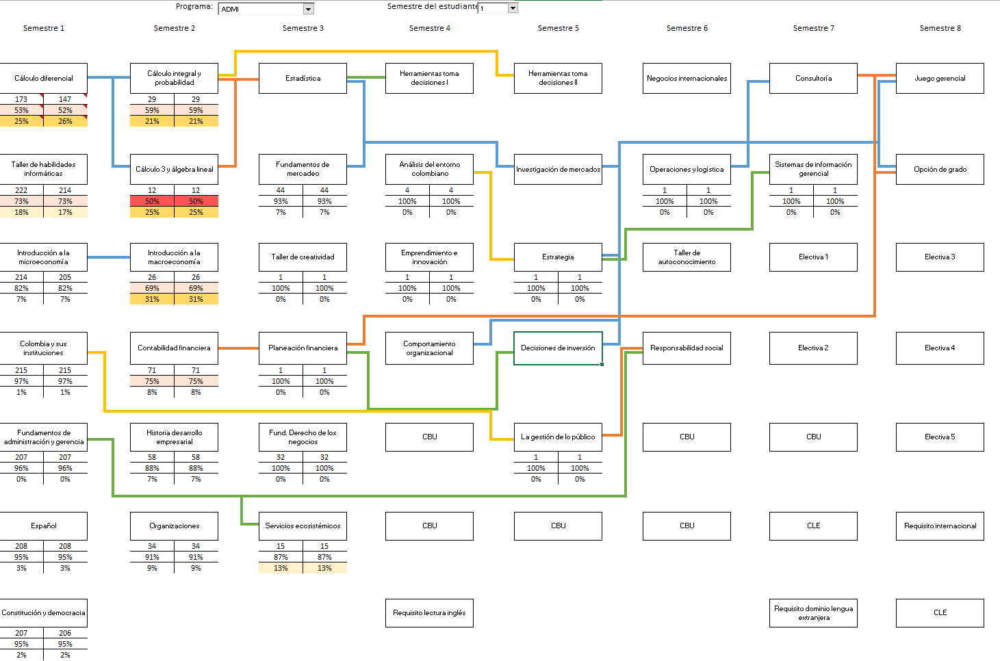 Programa: ADMI Semestre del estudiante 1
Semestre 1 Semestre 2 Semestre 3 Semestre 4 Semestre 5 Semestre 6 Semestre 7 Semestre 8
Cálculo diferencial
Cálculo integral y
probabilidad
Estadística
Herramientas toma
decisiones I
Herramientas toma
decisiones II
Negocios internacionales
Consultoría
Juego gerencial
173 147 29 29
53% 52% 59% 59%
25% 26% 21% 21%
Taller de habilidades
informáticas
Cálculo 3 y álgebra lineal
Fundamentos de
mercadeo
Análisis del entorno
colombiano
Investigación de mercados
Operaciones y logística
Sistemas de información
gerencial
Opción de grado
222 214 12 12 44 44 4 4 1 1 1 1
73% 73% 50% 50% 93% 93% 100% 100% 100% 100% 100% 100%
18% 17% 25% 25% 7% 7% 0% 0% 0% 0% 0% 0%
Introducción a la
microeconomía
Introducción a la
macroeconomía
Taller de creatividad
Emprendimiento e
innovación
Estrategia
Taller de
autoconocimiento
Electiva 1
Electiva 3
214 205 26 26 1 1 1 1 1 1
82% 82% 69% 69% 100% 100% 100% 100% 100% 100%
7% 7% 31% 31% 0% 0% 0% 0% 0% 0%
Colombia y sus
instituciones
Contabilidad financiera
Planeación financiera
Comportamiento
organizacional
Decisiones de inversión
Responsabilidad social
Electiva 2
Electiva 4
215 215 71 71 1 1
97% 97% 75% 75% 100% 100%
1% 1% 8% 8% 0% 0%
Fundamentos de
administración y gerencia
Historia desarrollo
empresarial
Fund. Derecho de los
negocios
CBU
La gestión de lo público
CBU
CBU
Electiva 5
207 207 58 58 32 32 1 1
96% 96% 88% 88% 100% 100% 100% 100%
0% 0% 7% 7% 0% 0% 0% 0%
Español
Organizaciones
Servicios ecosistémicos
CBU
CBU
CBU
CLE
Requisito internacional
208 208 34 34 15 15
95% 95% 91% 91% 87% 87%
3% 3% 9% 9% 13% 13%
Constitución y democracia
Requisito lectura inglés
Requisito dominio lengua
extranjera
CLE
207 206
95% 95%
2% 2%